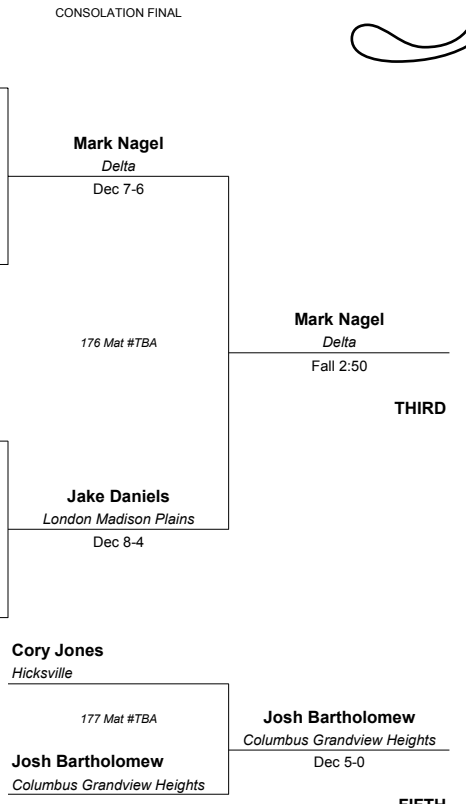 CONSOLATION FINAL
Mark Nagel
Delta
Dec 7-6
176 Mat #TBA
Mark Nagel
Delta
Fall 2:50
THIRD
Jake Daniels
London Madison Plains
Dec 8-4
Cory Jones
Hicksville
177 Mat #TBA
Josh Bartholomew
Columbus Grandview Heights
Josh Bartholomew
Columbus Grandview Heights
Dec 5-0
FIFTH